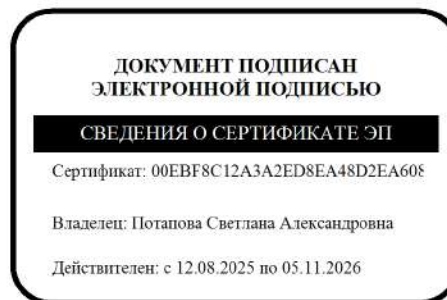 ДОКУМЕНТ ПОДПИСАН
ЭЛЕКТРОННОЙ ПОДПИСЬЮ
СВЕДЕНИЯ О СЕРТИФИКАТЕ ЭП
Сертификат: 00EBF8C12A3A2ED8EA48D2EA608
Владелец: Потапова Светлана Александровна
Действителен: с 12.08.2025 по 05.11.2026